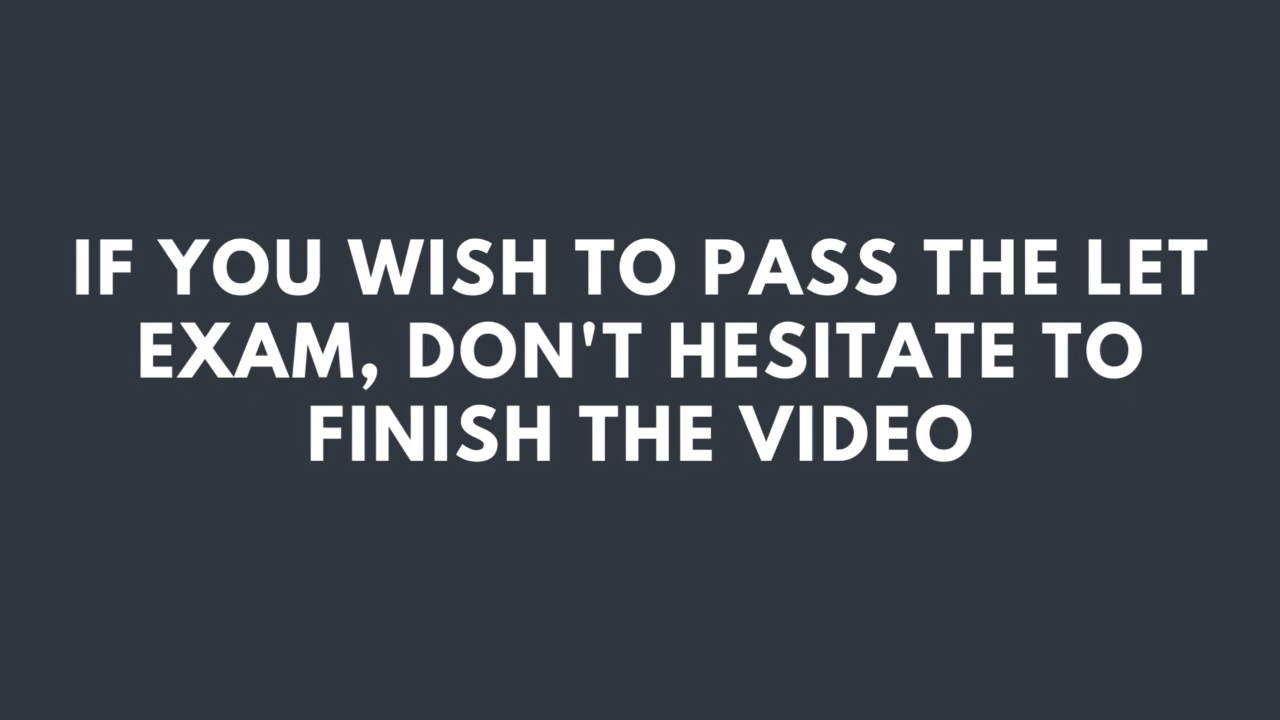 IF YOU WISH TO PASS THE LET
EXAM, DON'T HESITATE TO
FINISH THE VIDEO